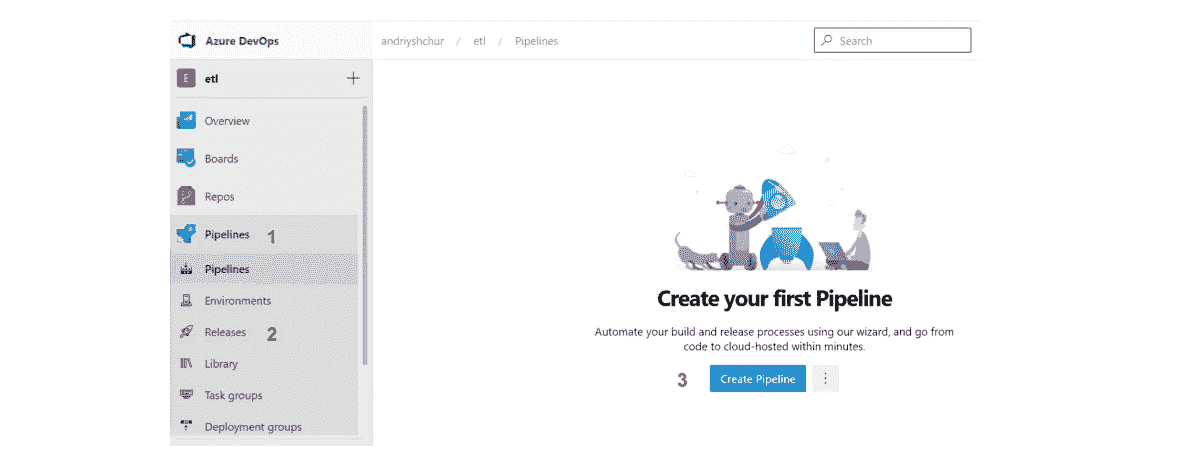 Azure DevOps
andriyshchur / etl / Pipelines
Search
E etl
Overview
Boards
Repos
Pipelines 1
Pipelines
Environments
Releases 2
Library
Task groups
Deployment groups
Create your first Pipeline
Automate your build and release processes using our wizard, and go from
code to cloud-hosted within minutes.
3 Create Pipeline